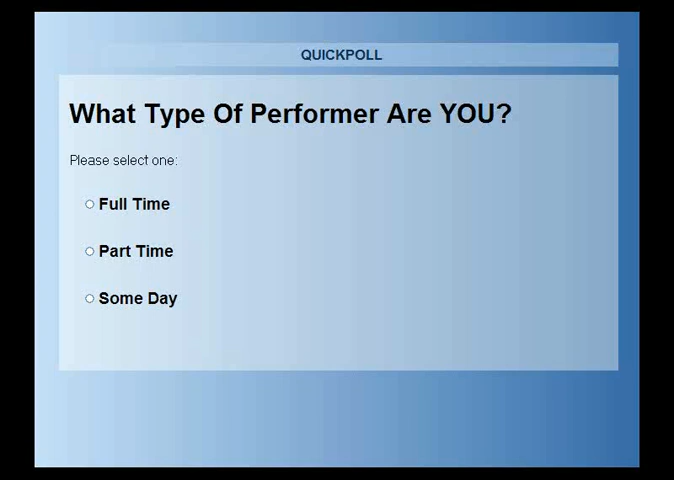 QUICKPOLL
What Type Of Performer Are YOU?
Please select one:
Full Time
Part Time
Some Day